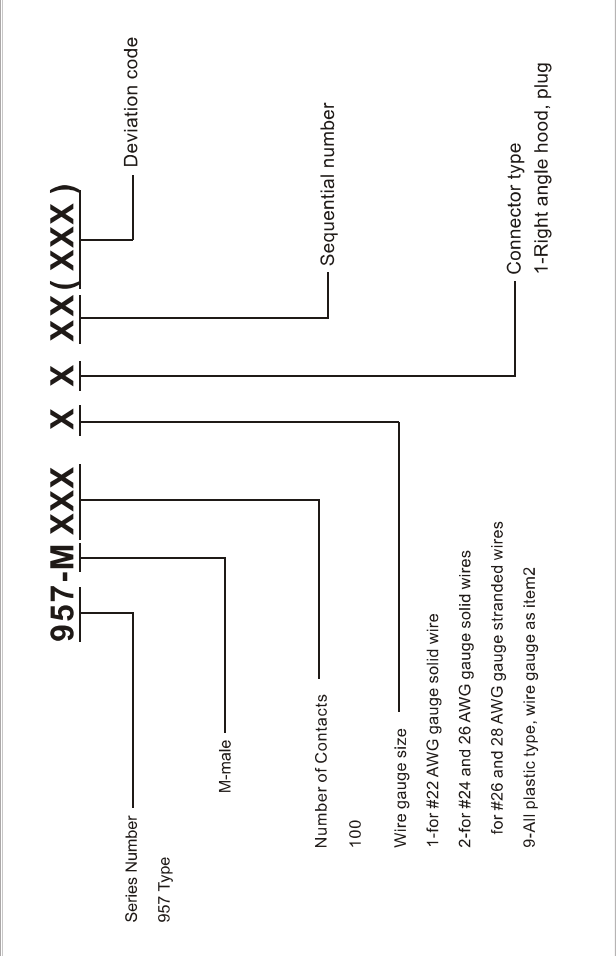 957-M XXX X X XX(XXX)
Series Number
957 Type
M-male
Number of Contacts
100
Wire gauge size
1-for #22 AWG gauge solid wire
2-for #24 and 26 AWG gauge solid wires
for #26 and 28 AWG gauge stranded wires
9-All plastic type, wire gauge as item2
Connector type
1-Right angle hood, plug
Sequential number
Deviation code